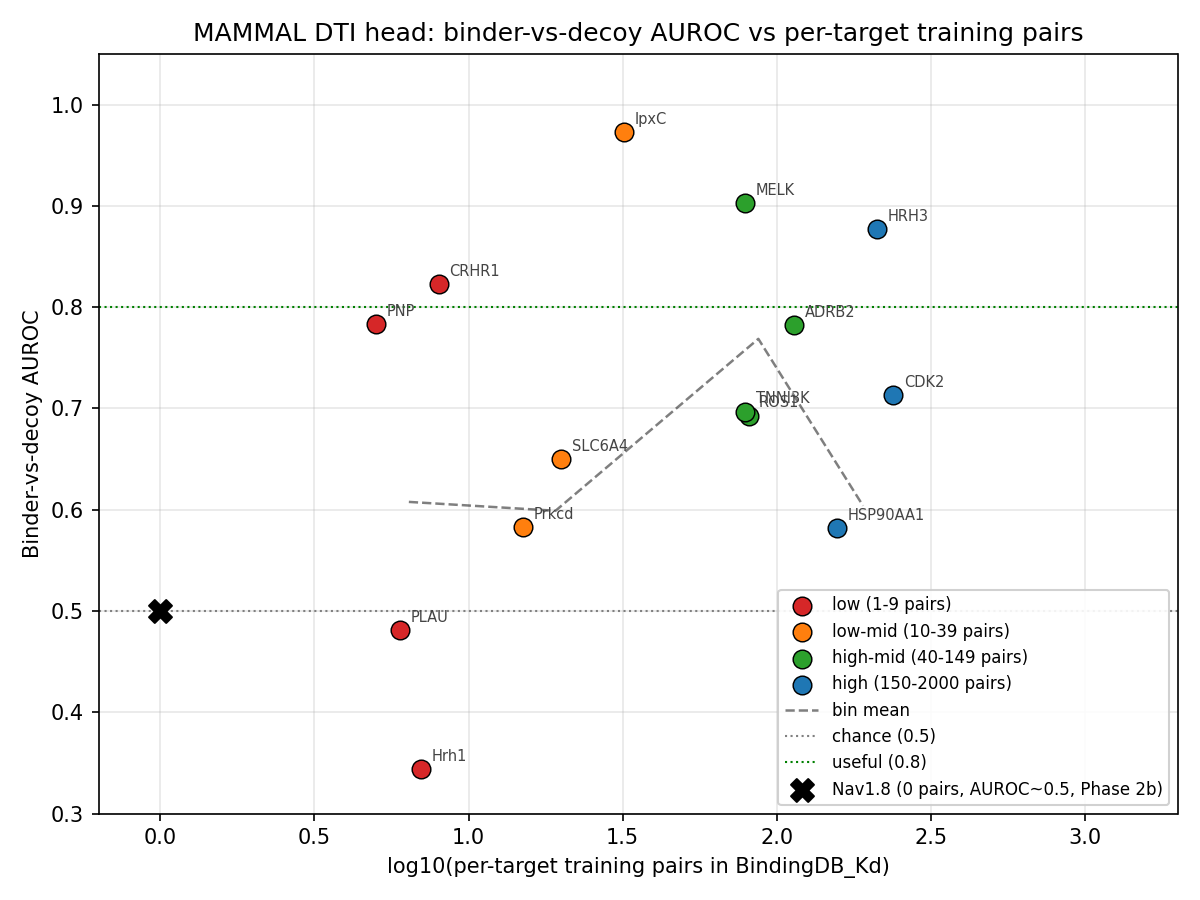 MAMMAL DTI head: binder-vs-decoy AUROC vs per-target training pairs
1.0
0.9
0.8
0.7
0.6
0.5
0.4
0.3
Binder-vs-decoy AUROC
lpxC
MELK
HRH3
CRHR1
PNP
ADRB2
CDK2
TNNI3K
ROS1
SLC6A4
Prkcd
HSP90AA1
PLAU
Hrh1
low (1-9 pairs)
low-mid (10-39 pairs)
high-mid (40-149 pairs)
high (150-2000 pairs)
bin mean
chance (0.5)
useful (0.8)
Nav1.8 (0 pairs, AUROC~0.5, Phase 2b)
0.0 0.5 1.0 1.5 2.0 2.5 3.0
log10(per-target training pairs in BindingDB_Kd)